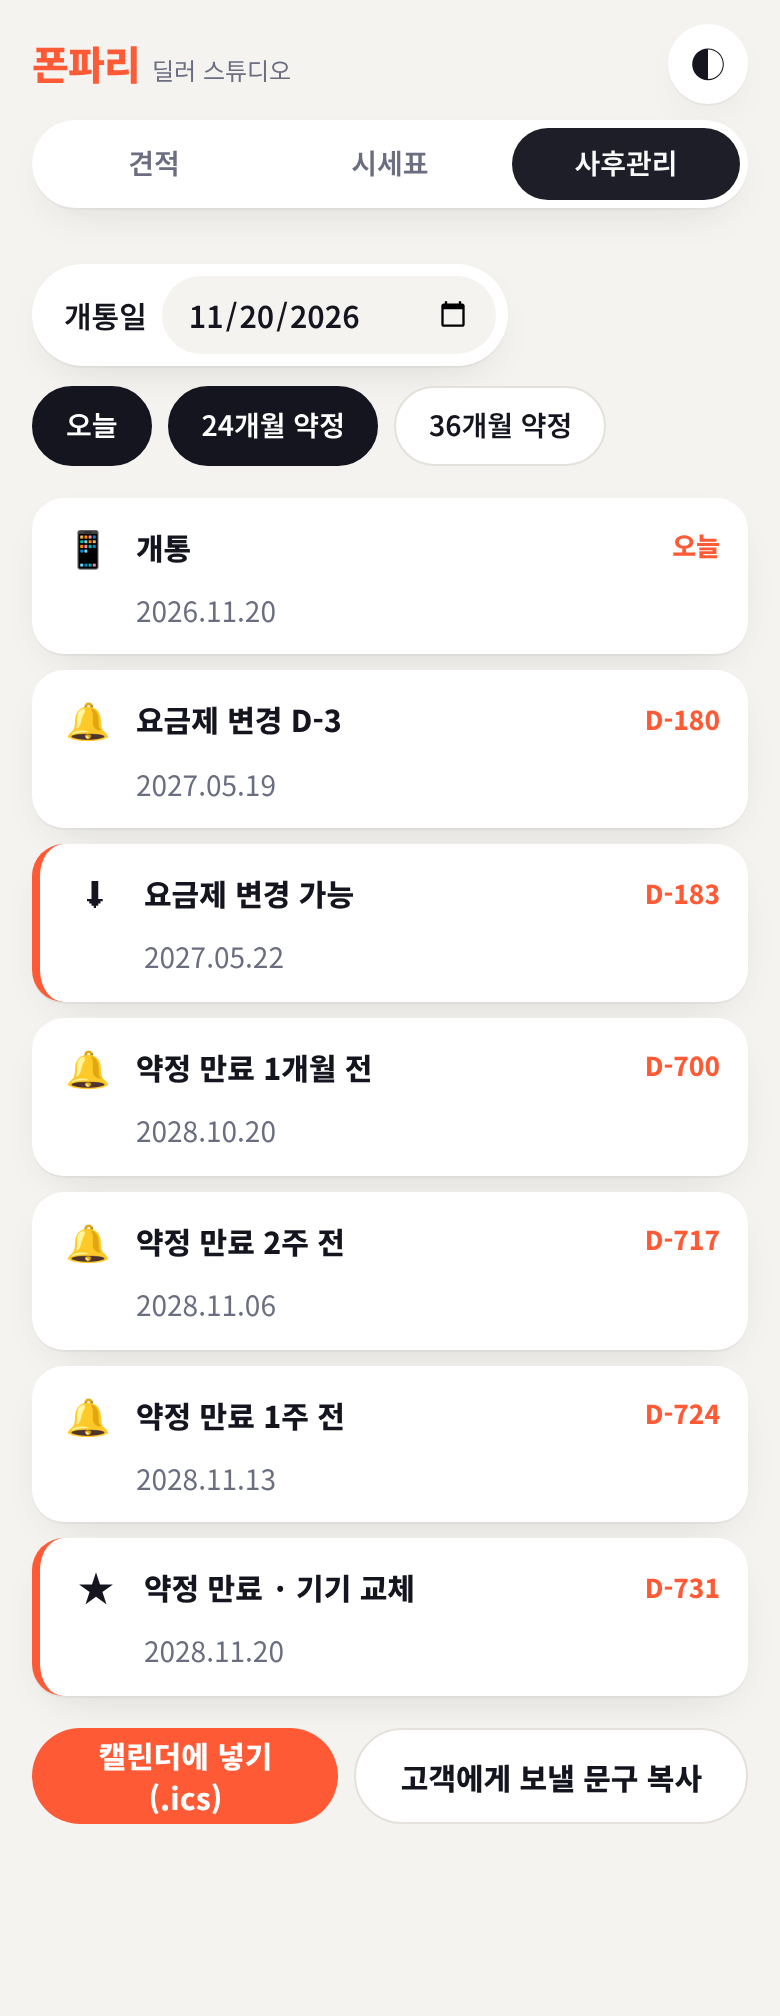 폰파리 딜러 스튜디오
견적 시세표 사후관리
개통일 11/20/2026
오늘 24개월 약정 36개월 약정
개통 오늘
2026.11.20
요금제 변경 D-3 D-180
2027.05.19
요금제 변경 가능 D-183
2027.05.22
약정 만료 1개월 전 D-700
2028.10.20
약정 만료 2주 전 D-717
2028.11.06
약정 만료 1주 전 D-724
2028.11.13
약정 만료 · 기기 교체 D-731
2028.11.20
캘린더에 넣기
(.ics)
고객에게 보낼 문구 복사